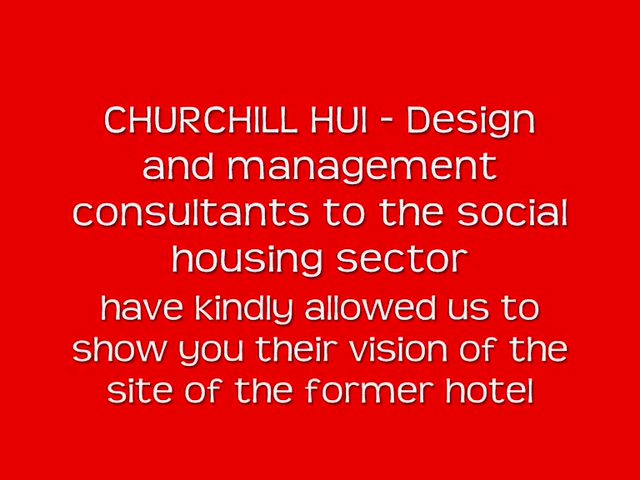 CHURCHILL HUI - Design
and management
consultants to the social
housing sector
have kindly allowed us to
show you their vision of the
site of the former hotel